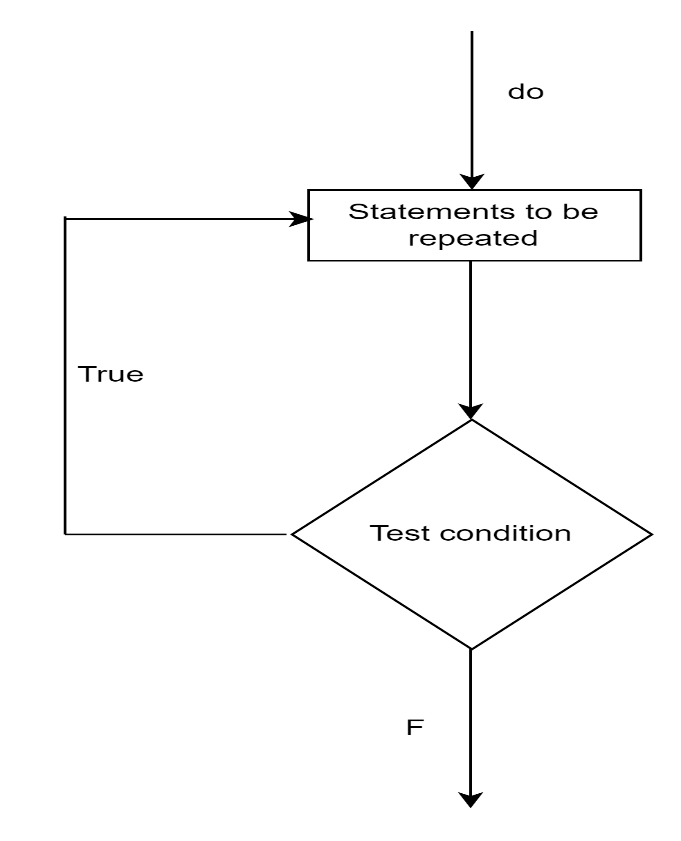 do
Statements to be
repeated
True
Test condition
F